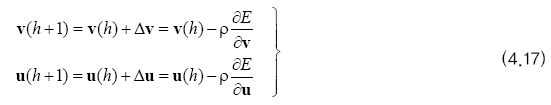 v(h+1) = v(h)+Δv = v(h)−ρ ∂E/∂v
u(h+1) = u(h)+Δu = u(h)−ρ ∂E/∂u
(4.17)